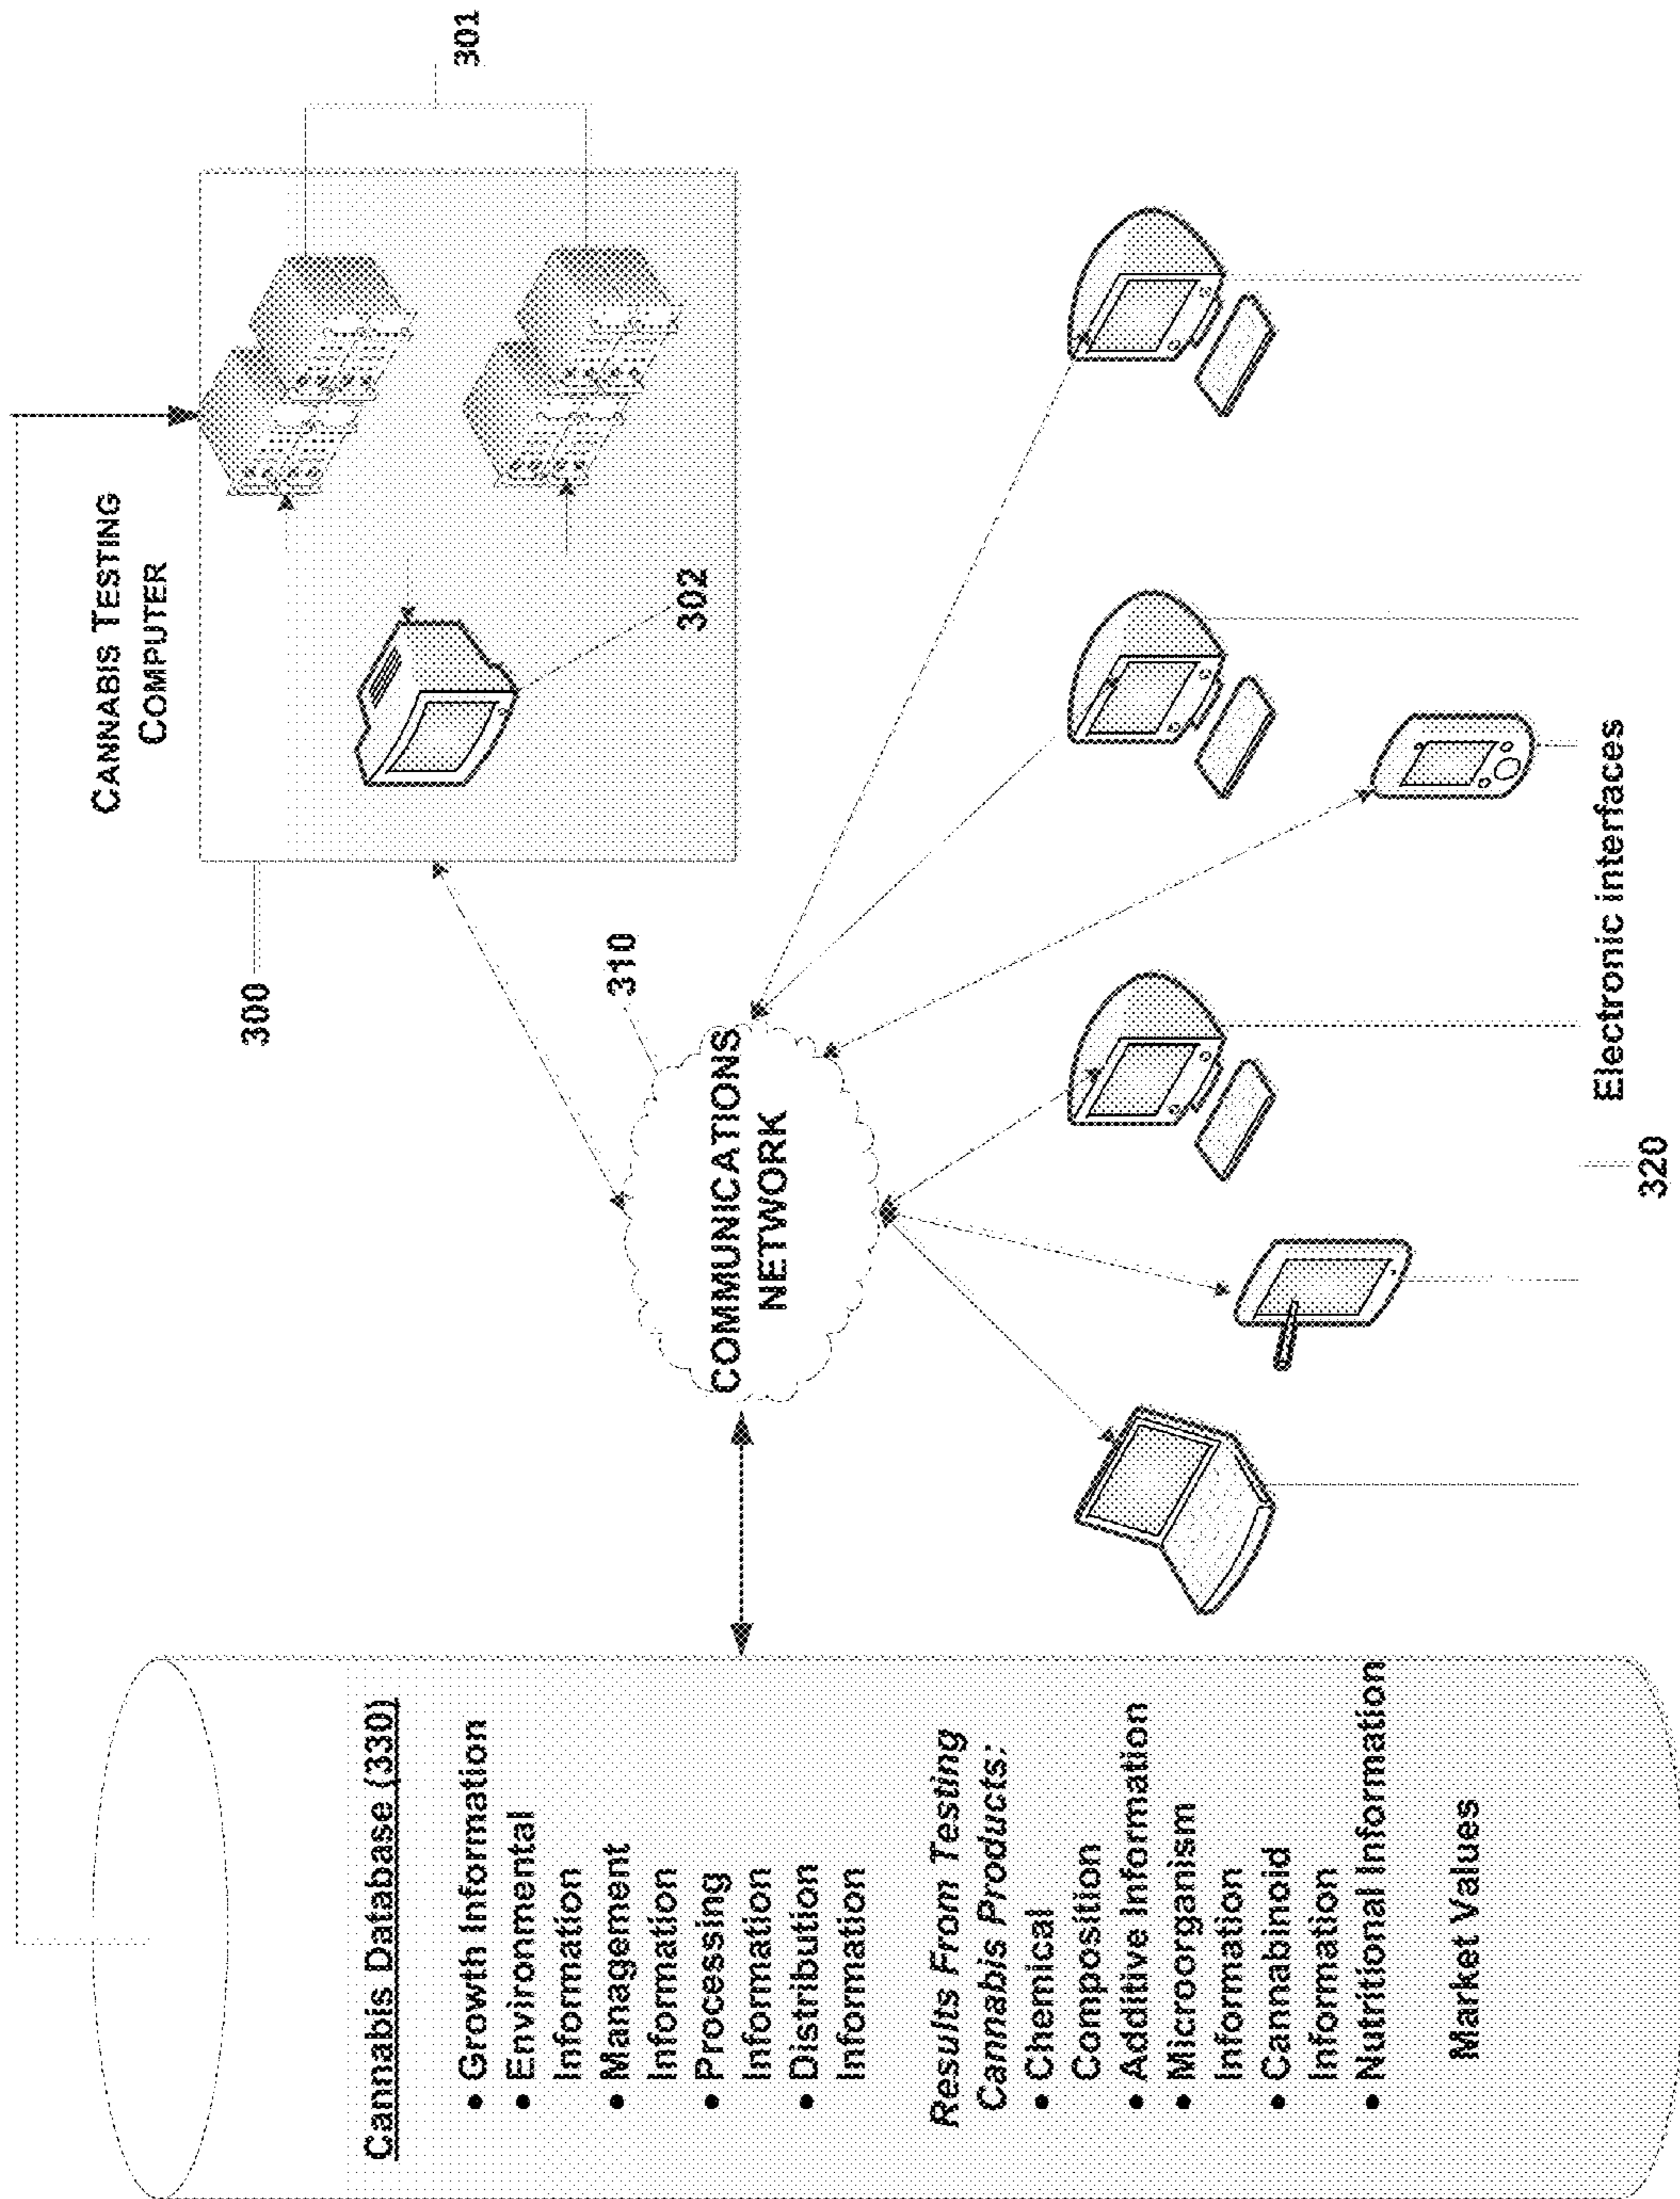 Cannabis Database (330)
• Growth Information
• Environmental
Information
• Management
Information
• Processing
Information
• Distribution
Information
Results From Testing
Cannabis Products:
• Chemical
Composition
• Additive Information
• Microorganism
Information
• Cannabinoid
Information
• Nutritional Information
Market Values
COMMUNICATIONS
NETWORK
310
300
CANNABIS TESTING
COMPUTER
302
301
Electronic interfaces
320